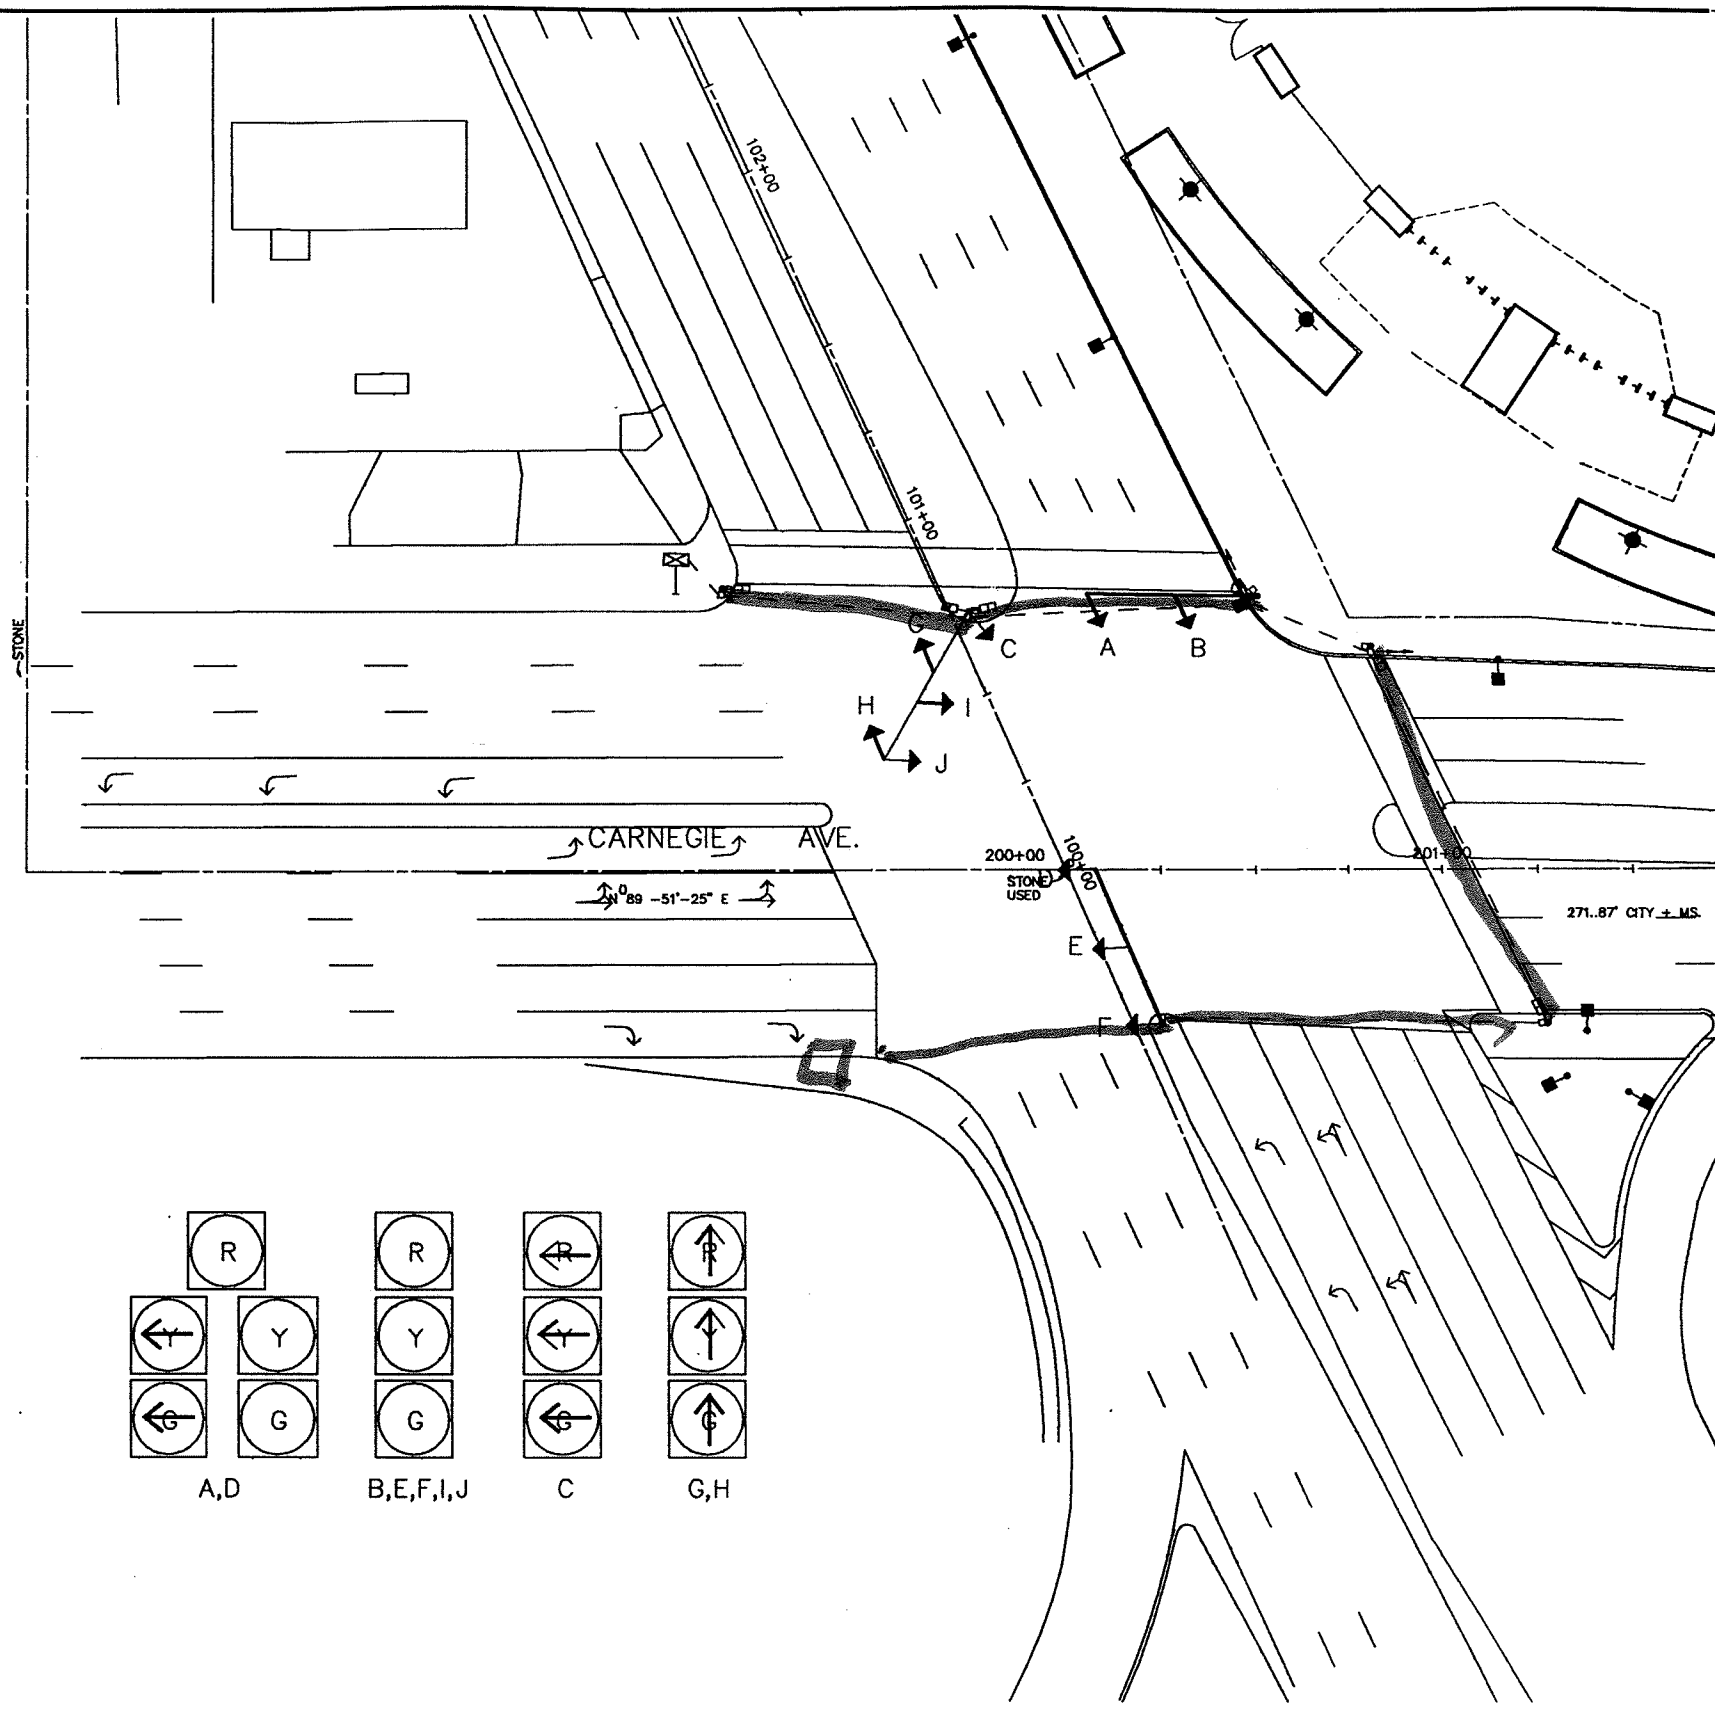 102+00
101+00
STONE
G
C
A
B
H
I
J
CARNEGIE AVE.
200+00
100+00
201+00
STONE
USED
N 89 -51'-25" E
271..87' CITY + MS.
E
F
R
R
R
R
Y
Y
Y
Y
Y
G
G
G
G
G
A,D
B,E,F,I,J
C
G,H